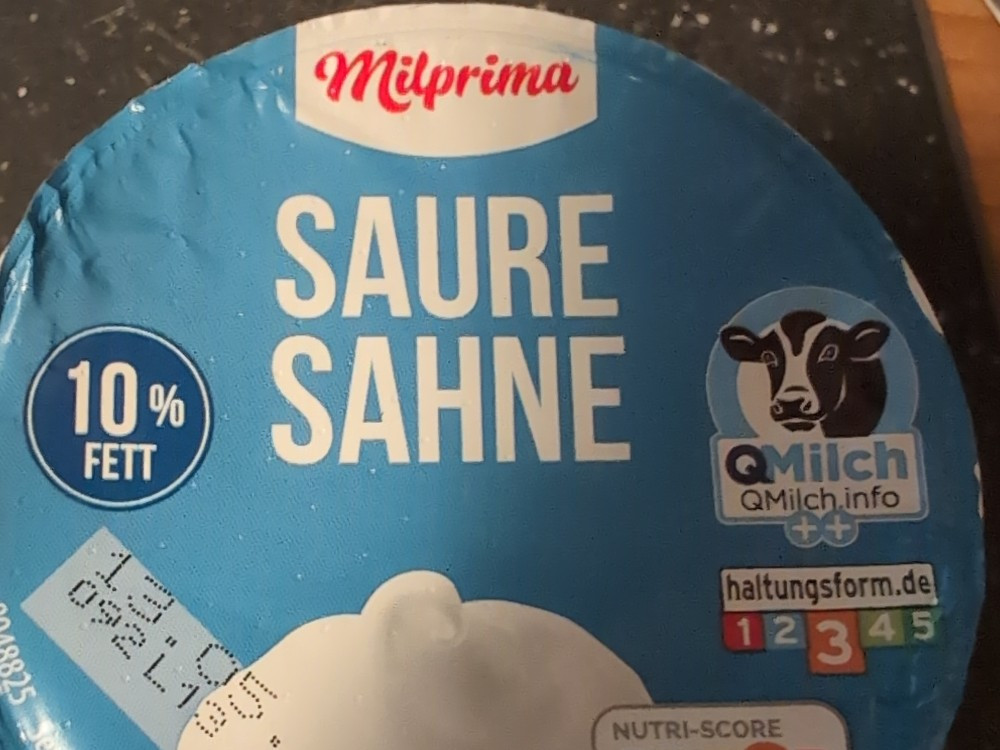 Milprima
SAURE
SAHNE
10%
FETT
QMilch
QMilch.info
++
haltungsform.de
1 2 3 4 5
NUTRI-SCORE